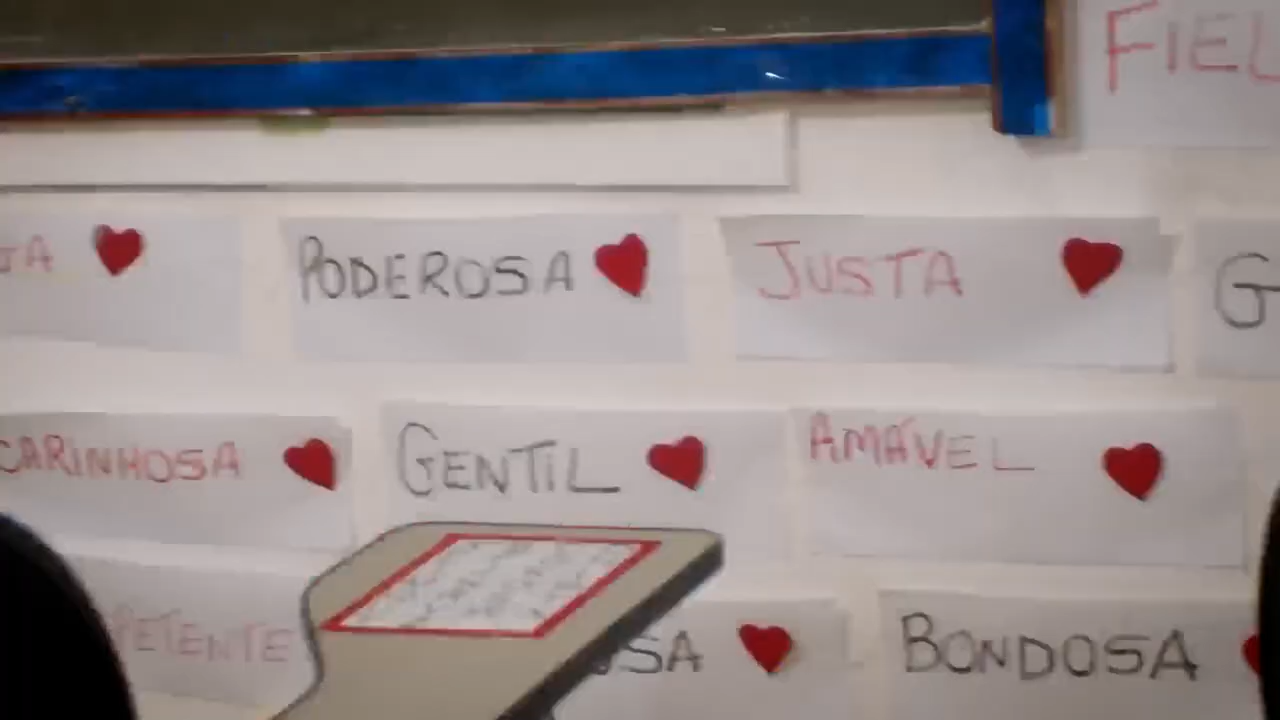 FIEL
PODEROSA
JUSTA
CARINHOSA
GENTIL
AMÁVEL
BONDOSA